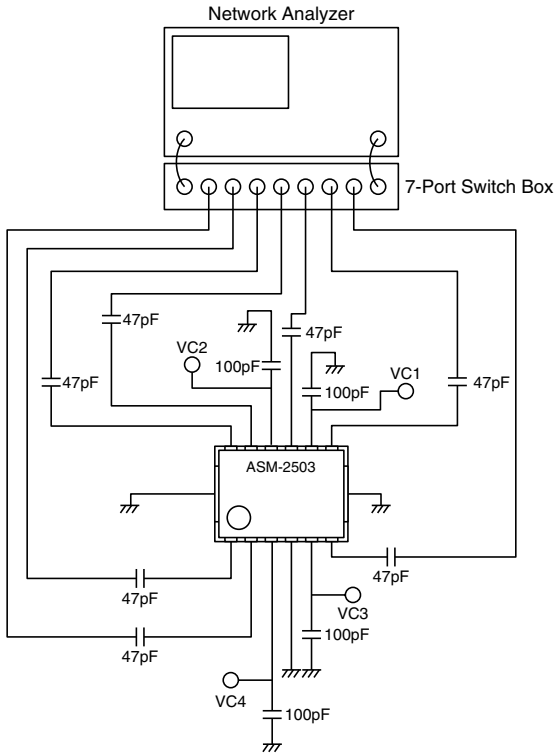 Network Analyzer
7-Port Switch Box
47pF
47pF
VC2
100pF
VC1
47pF
100pF
47pF
ASM-2503
47pF
47pF
VC3
100pF
47pF
VC4
100pF